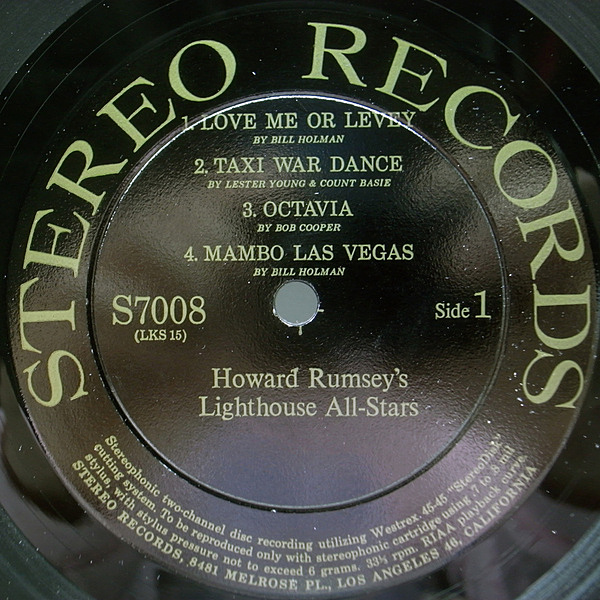 STEREO RECORDS
1. LOVE ME OR LEVEY
BY BILL HOLMAN
2. TAXI WAR DANCE
BY LESTER YOUNG & COUNT BASIE
3. OCTAVIA
BY BOB COOPER
4. MAMBO LAS VEGAS
BY BILL HOLMAN
S7008
(LKS 15)
Side 1
Howard Rumsey's
Lighthouse All-Stars
Stereophonic two-channel disc recording utilizing Westrex 45-45 "StereoDisk"
cutting system. To be reproduced only with stereophonic cartridge using .7 to .8 mil
stylus, with stylus pressure not to exceed 6 grams. 33⅓ rpm. RIAA playback curve.
STEREO RECORDS, 8481 MELROSE PL., LOS ANGELES 46, CALIFORNIA